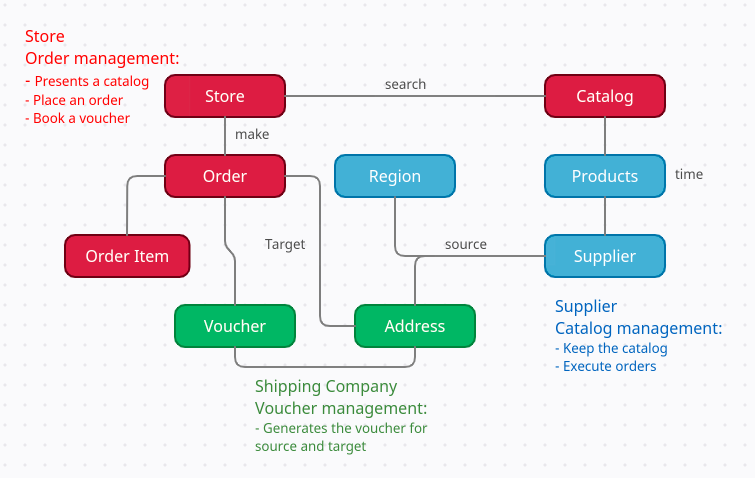 Store
Order management:
- Presents a catalog
- Place an order
- Book a voucher
Store
search
Catalog
make
Order
Region
Products
time
Order Item
Target
source
Supplier
Voucher
Address
Supplier
Catalog management:
- Keep the catalog
- Execute orders
Shipping Company
Voucher management:
- Generates the voucher for
source and target